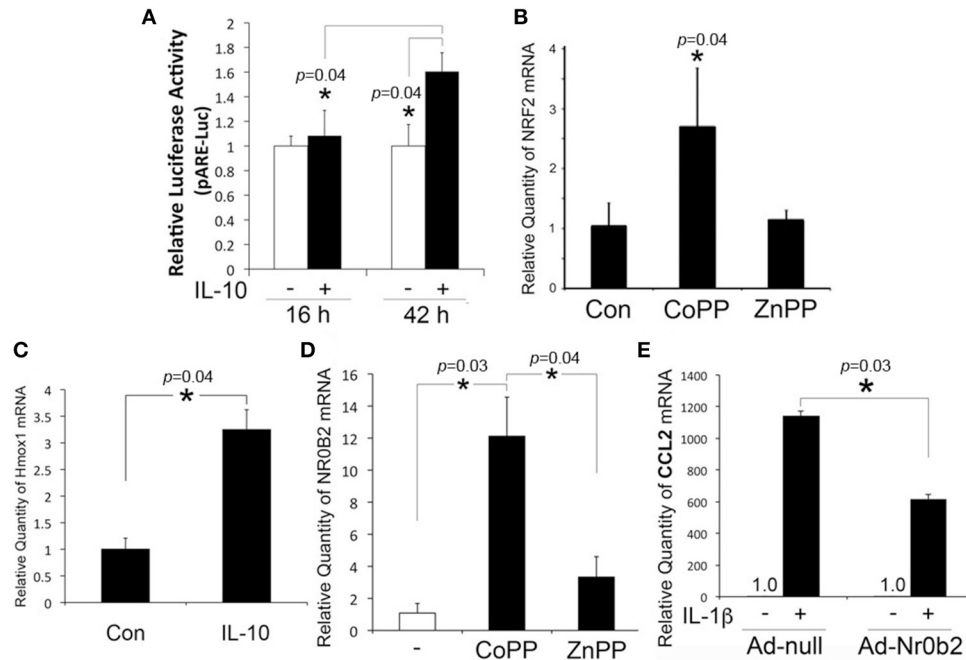 A
Relative Luciferase Activity
(pARE-Luc)
2
1.8
1.6
1.4
1.2
1
0.8
0.6
0.4
0.2
0
p=0.04
*
p=0.04
*
IL-10 - + - +
16 h 42 h
B
Relative Quantity of NRF2 mRNA
4
3
2
1
0
p=0.04
*
Con CoPP ZnPP
C
Relative Quantity of Hmox1 mRNA
4
3.5
3
2.5
2
1.5
1
0.5
0
p=0.04
*
Con IL-10
D
Relative Quantity of NR0B2 mRNA
16
14
12
10
8
6
4
2
0
p=0.03
*
p=0.04
*
- CoPP ZnPP
E
Relative Quantity of CCL2 mRNA
1400
1200
1000
800
600
400
200
0
p=0.03
*
1.0 1.0
IL-1β - + - +
Ad-null Ad-Nr0b2